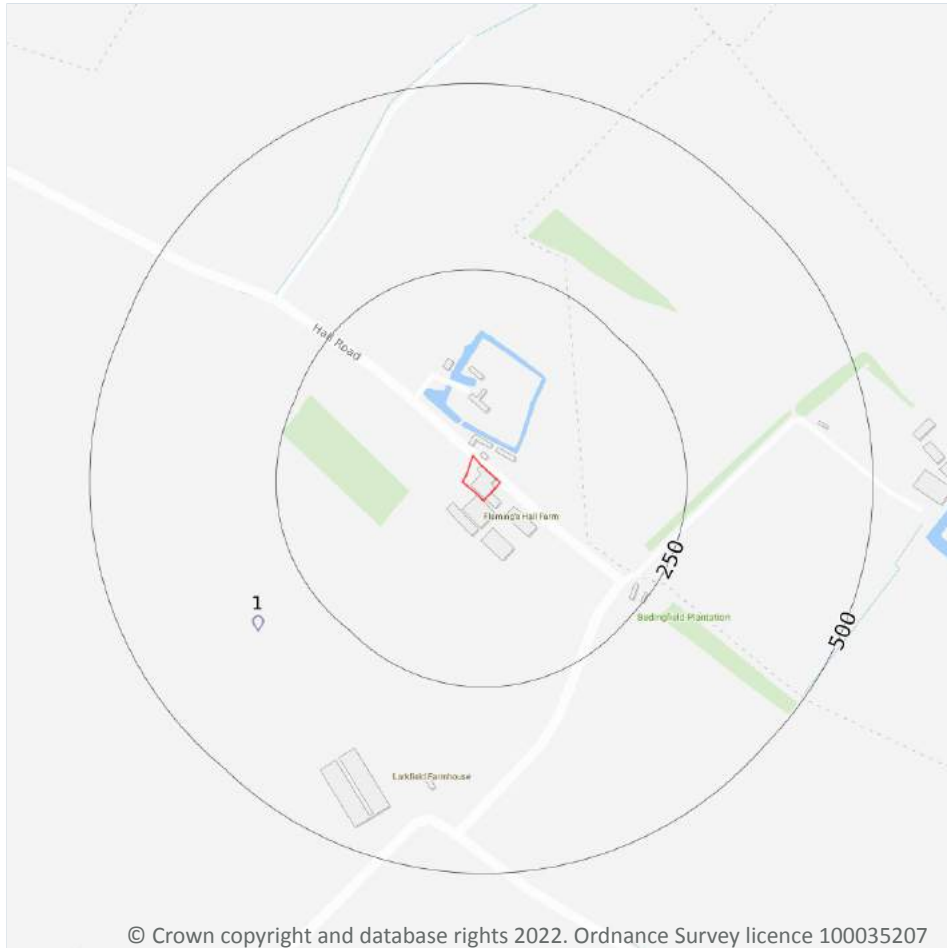 Hall Road
Fleming's Hall Farm
250
1
Bedingfield Plantation
500
Larkfield Farmhouse
© Crown copyright and database rights 2022. Ordnance Survey licence 100035207